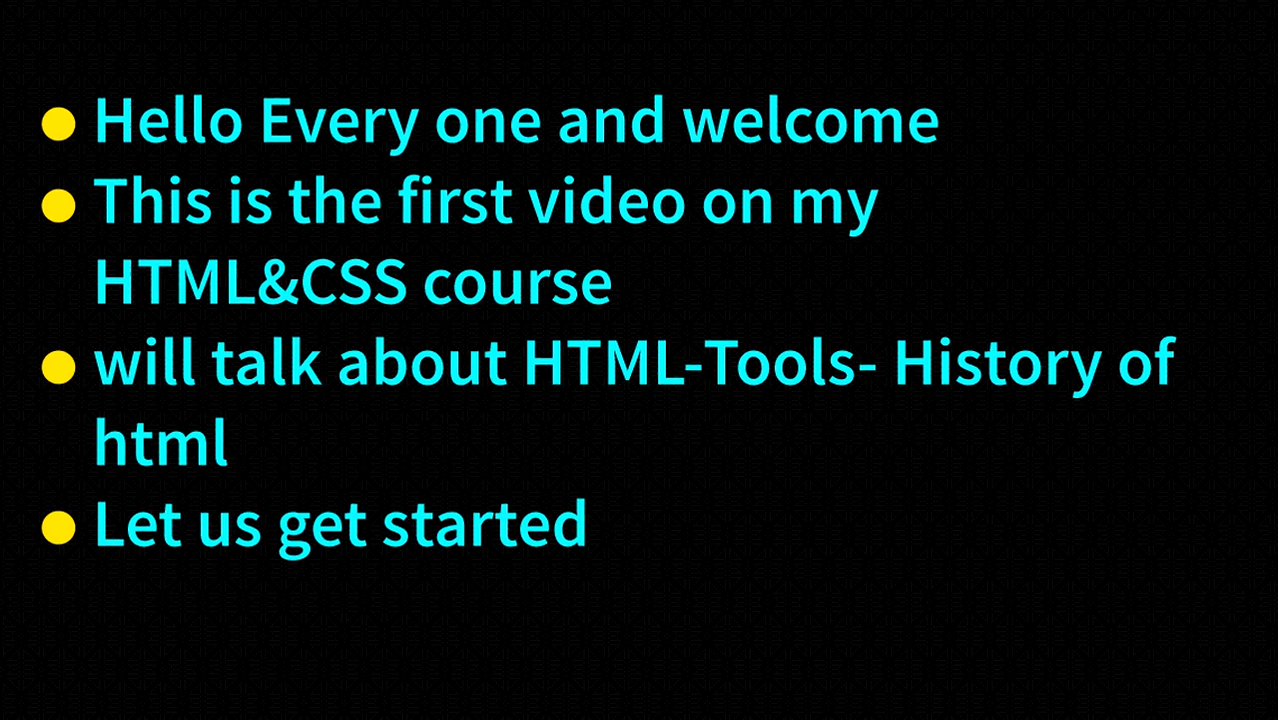 Hello Every one and welcome
This is the first video on my
HTML&CSS course
will talk about HTML-Tools- History of
html
Let us get started